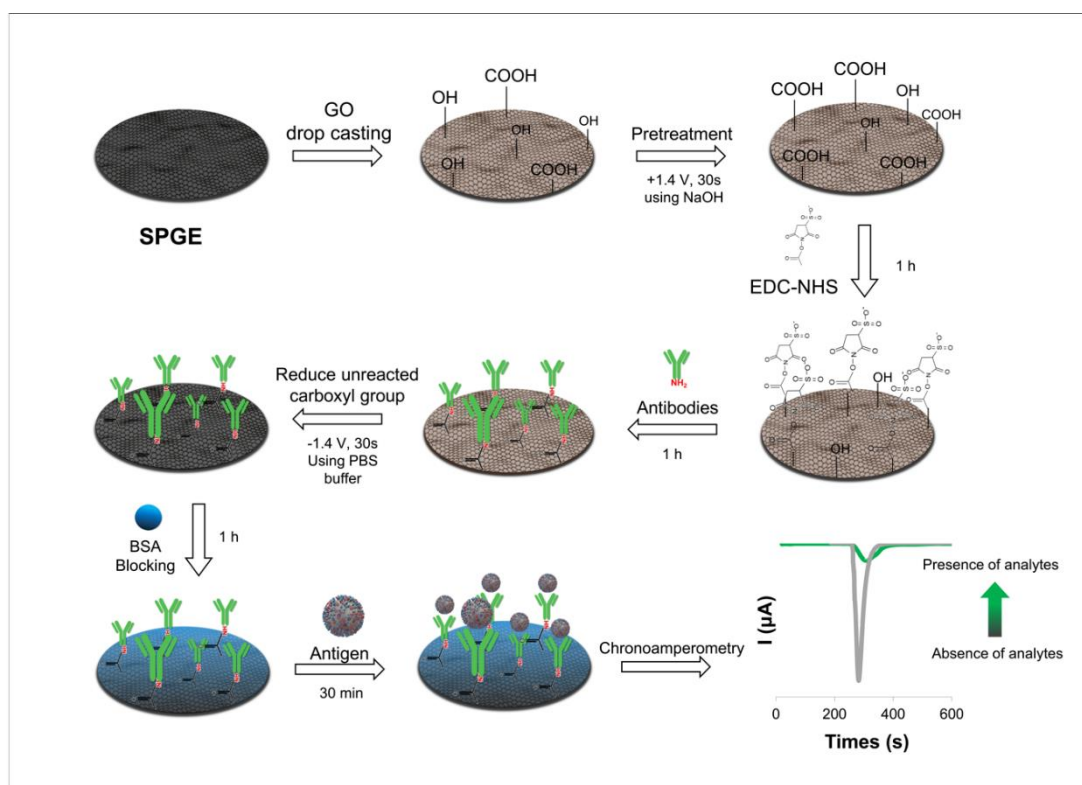 GO
drop casting
SPGE
OH
COOH
OH
OH
OH
COOH
Pretreatment
+1.4 V, 30s
using NaOH
COOH
COOH
OH
COOH
OH
COOH
COOH
EDC-NHS
1 h
OH
OH
NH₂
Antibodies
1 h
Reduce unreacted
carboxyl group
-1.4 V, 30s
Using PBS
buffer
BSA
Blocking
1 h
Antigen
30 min
Chronoamperometry
I (µA)
Presence of analytes
Absence of analytes
0 200 400 600
Times (s)